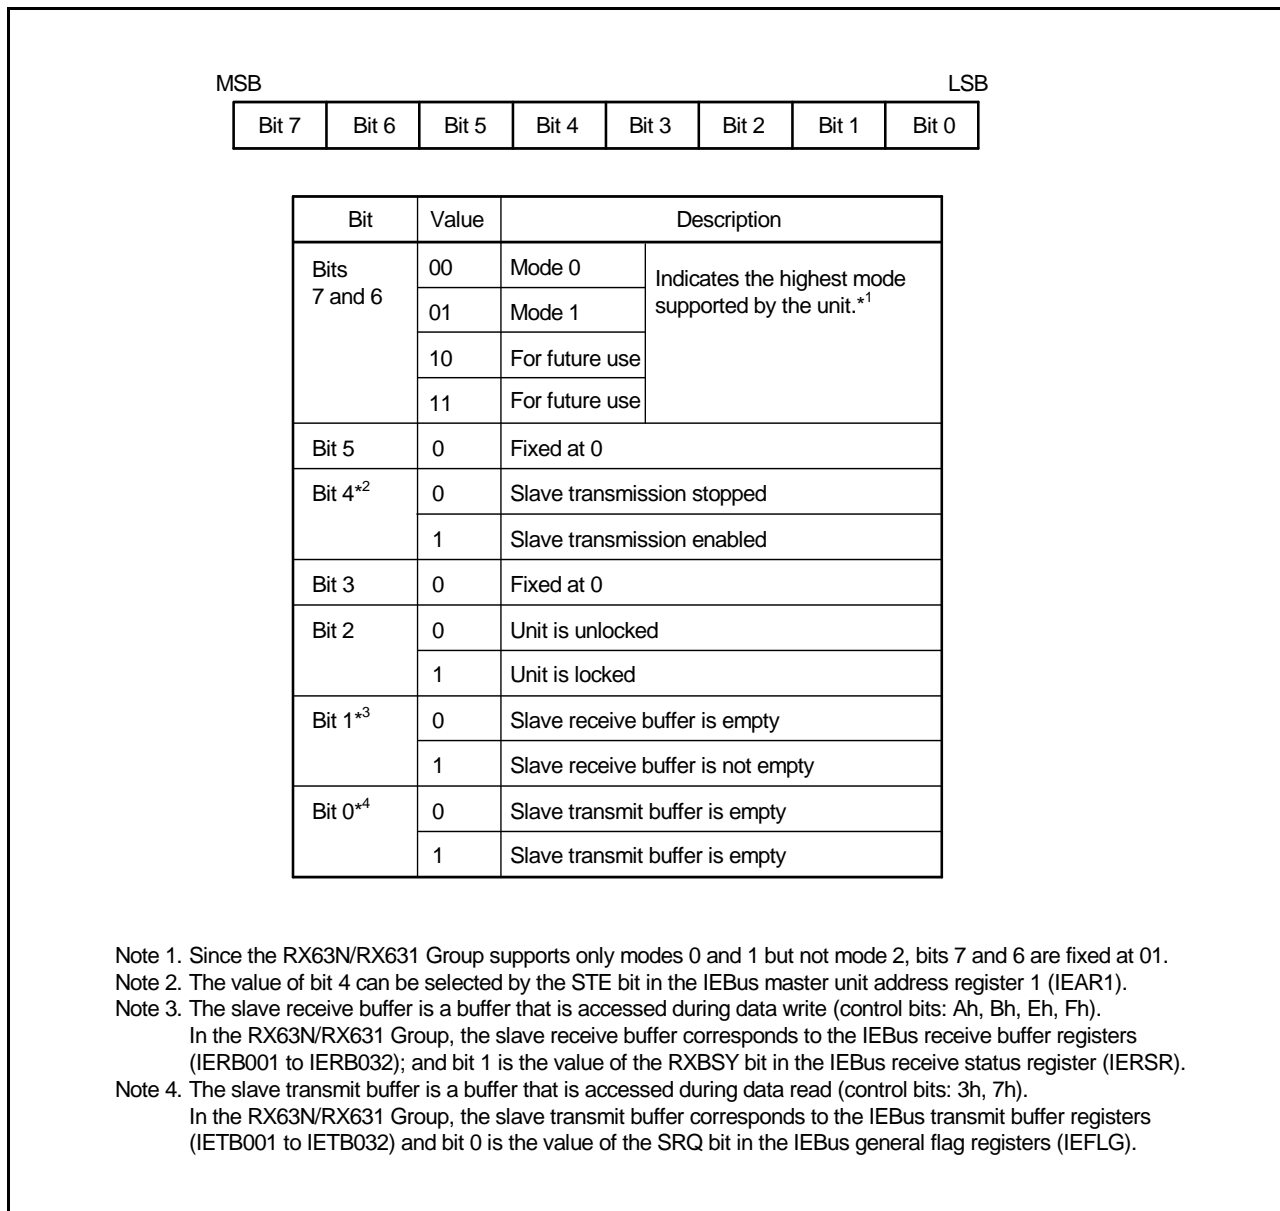 MSB LSB
Bit 7 Bit 6 Bit 5 Bit 4 Bit 3 Bit 2 Bit 1 Bit 0
Bit Value Description
Bits 7 and 6 00 Mode 0 Indicates the highest mode supported by the unit.*1
01 Mode 1
10 For future use
11 For future use
Bit 5 0 Fixed at 0
Bit 4*2 0 Slave transmission stopped
1 Slave transmission enabled
Bit 3 0 Fixed at 0
Bit 2 0 Unit is unlocked
1 Unit is locked
Bit 1*3 0 Slave receive buffer is empty
1 Slave receive buffer is not empty
Bit 0*4 0 Slave transmit buffer is empty
1 Slave transmit buffer is empty
Note 1. Since the RX63N/RX631 Group supports only modes 0 and 1 but not mode 2, bits 7 and 6 are fixed at 01.
Note 2. The value of bit 4 can be selected by the STE bit in the IEBus master unit address register 1 (IEAR1).
Note 3. The slave receive buffer is a buffer that is accessed during data write (control bits: Ah, Bh, Eh, Fh).
In the RX63N/RX631 Group, the slave receive buffer corresponds to the IEBus receive buffer registers
(IERB001 to IERB032); and bit 1 is the value of the RXBSY bit in the IEBus receive status register (IERSR).
Note 4. The slave transmit buffer is a buffer that is accessed during data read (control bits: 3h, 7h).
In the RX63N/RX631 Group, the slave transmit buffer corresponds to the IEBus transmit buffer registers
(IETB001 to IETB032) and bit 0 is the value of the SRQ bit in the IEBus general flag registers (IEFLG).